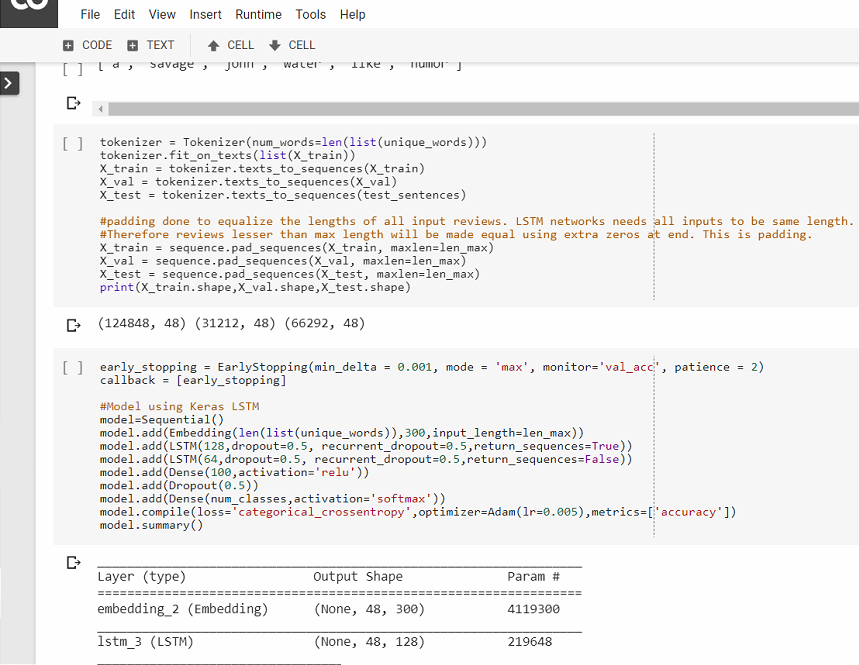 File Edit View Insert Runtime Tools Help
CODE TEXT CELL CELL
[ ] [ 'a', 'savage', 'john', 'water', 'like', 'humor' ]
[ ] tokenizer = Tokenizer(num_words=len(list(unique_words)))
tokenizer.fit_on_texts(list(X_train))
X_train = tokenizer.texts_to_sequences(X_train)
X_val = tokenizer.texts_to_sequences(X_val)
X_test = tokenizer.texts_to_sequences(test_sentences)
#padding done to equalize the lengths of all input reviews. LSTM networks needs all inputs to be same length.
#Therefore reviews lesser than max length will be made equal using extra zeros at end. This is padding.
X_train = sequence.pad_sequences(X_train, maxlen=len_max)
X_val = sequence.pad_sequences(X_val, maxlen=len_max)
X_test = sequence.pad_sequences(X_test, maxlen=len_max)
print(X_train.shape,X_val.shape,X_test.shape)
(124848, 48) (31212, 48) (66292, 48)
[ ] early_stopping = EarlyStopping(min_delta = 0.001, mode = 'max', monitor='val_acc', patience = 2)
callback = [early_stopping]
#Model using Keras LSTM
model=Sequential()
model.add(Embedding(len(list(unique_words)),300,input_length=len_max))
model.add(LSTM(128,dropout=0.5, recurrent_dropout=0.5,return_sequences=True))
model.add(LSTM(64,dropout=0.5, recurrent_dropout=0.5,return_sequences=False))
model.add(Dense(100,activation='relu'))
model.add(Dropout(0.5))
model.add(Dense(num_classes,activation='softmax'))
model.compile(loss='categorical_crossentropy',optimizer=Adam(lr=0.005),metrics=['accuracy'])
model.summary()
Layer (type) Output Shape Param #
=================================================================
embedding_2 (Embedding) (None, 48, 300) 4119300
lstm_3 (LSTM) (None, 48, 128) 219648